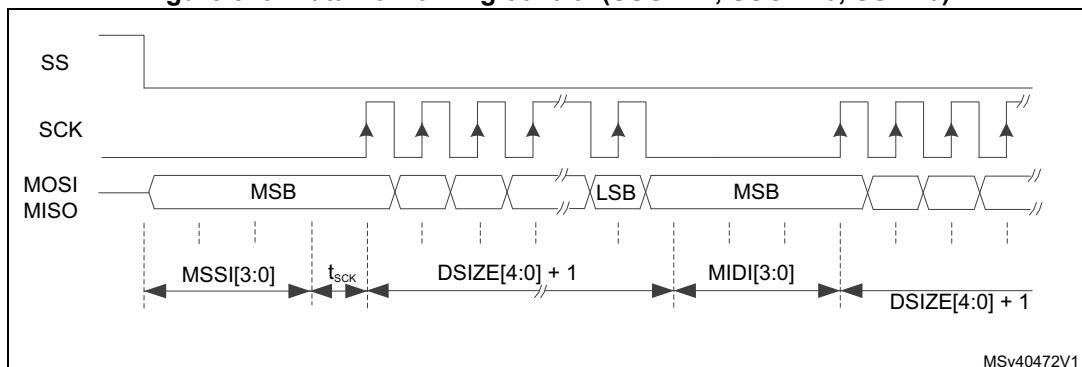 SS
SCK
MOSI
MISO
MSB
LSB
MSB
MSSI[3:0]
tSCK
DSIZE[4:0] + 1
MIDI[3:0]
DSIZE[4:0] + 1
MSv40472V1